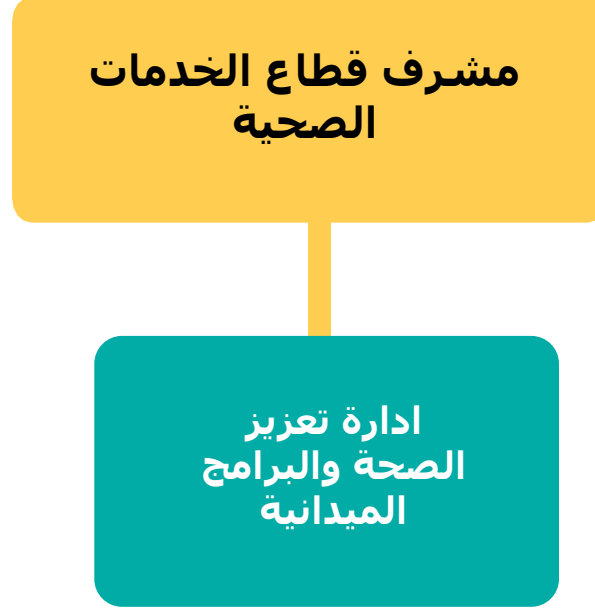 مشرف قطاع الخدمات
الصحية
ادارة تعزيز
الصحة والبرامج
الميدانية